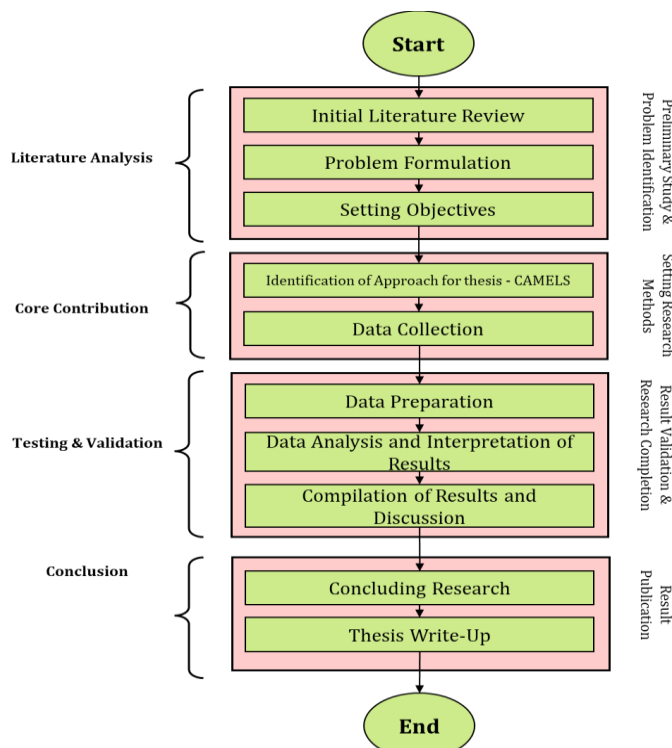 Start
Literature Analysis
Initial Literature Review
Problem Formulation
Setting Objectives
Preliminary Study &
Problem Identification
Core Contribution
Identification of Approach for thesis - CAMELS
Data Collection
Setting Research
Methods
Testing & Validation
Data Preparation
Data Analysis and Interpretation of
Results
Compilation of Results and
Discussion
Result Validation &
Research Completion
Conclusion
Concluding Research
Thesis Write-Up
Result
Publication
End